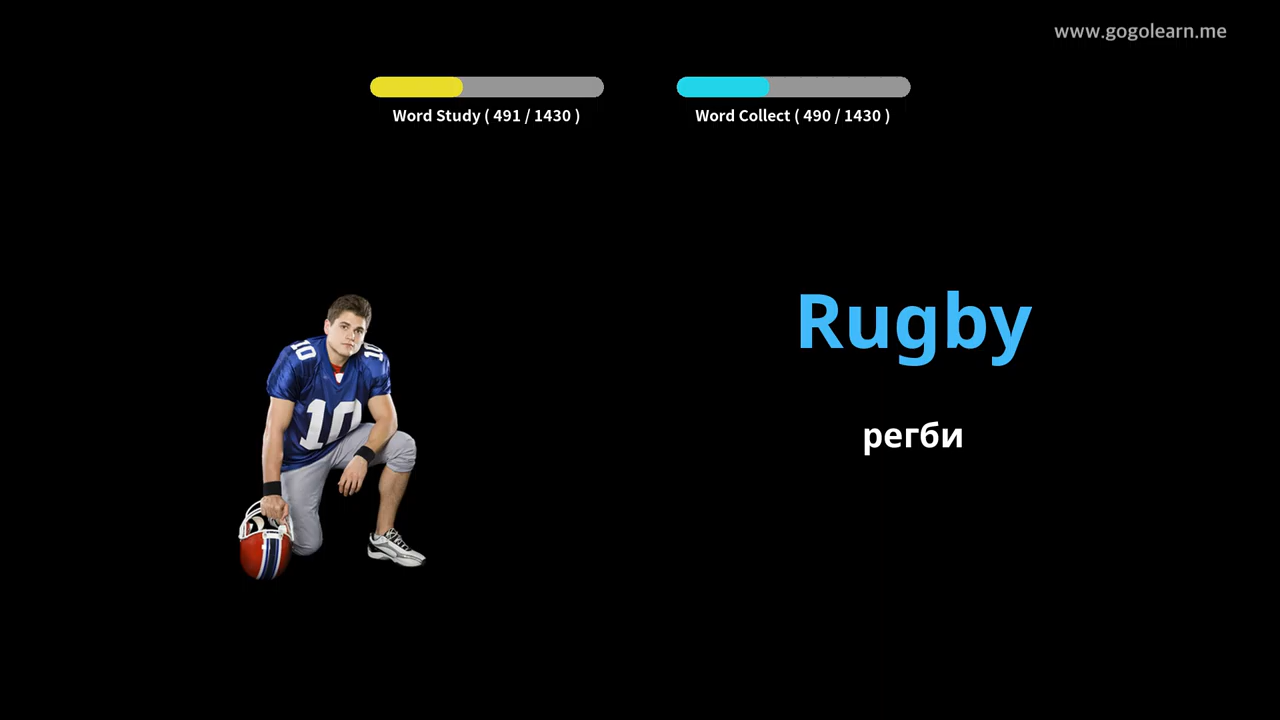 www.gogolearn.me
Word Study ( 491 / 1430 )
Word Collect ( 490 / 1430 )
Rugby
регби
10
10
10